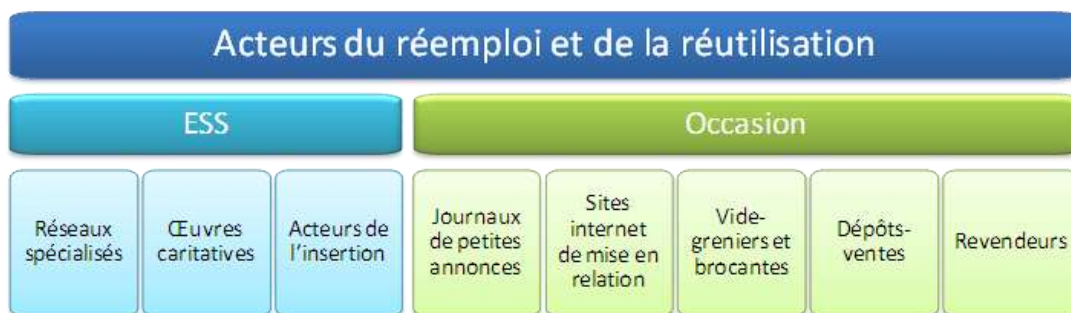 Acteurs du réemploi et de la réutilisation
ESS
Occasion
Réseaux
spécialisés
Œuvres
caritatives
Acteurs de
l'insertion
Journaux
de petites
annonces
Sites
internet
de mise en
relation
Vide-
greniers et
brocantes
Dépôts-
ventes
Revendeurs